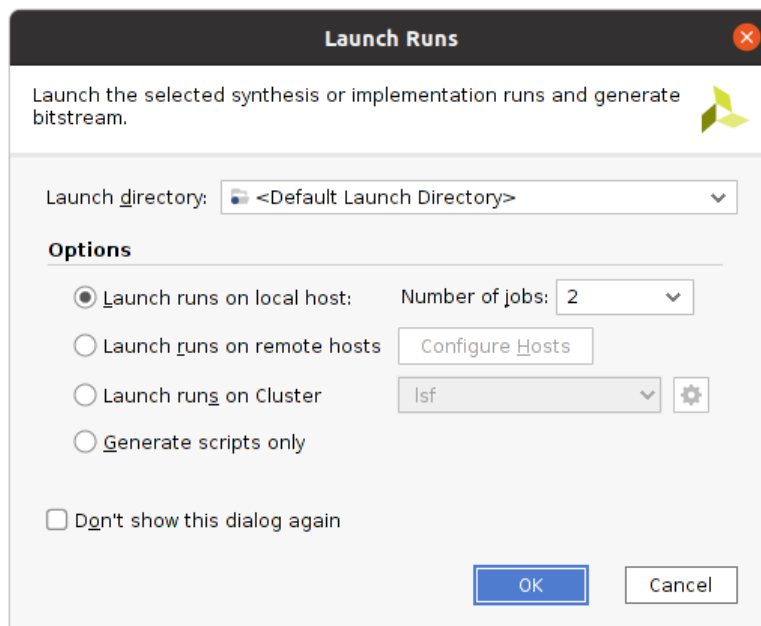 Launch Runs
Launch the selected synthesis or implementation runs and generate
bitstream.
Launch directory: <Default Launch Directory>
Options
Launch runs on local host: Number of jobs: 2
Launch runs on remote hosts Configure Hosts
Launch runs on Cluster lsf
Generate scripts only
Don't show this dialog again
OK Cancel